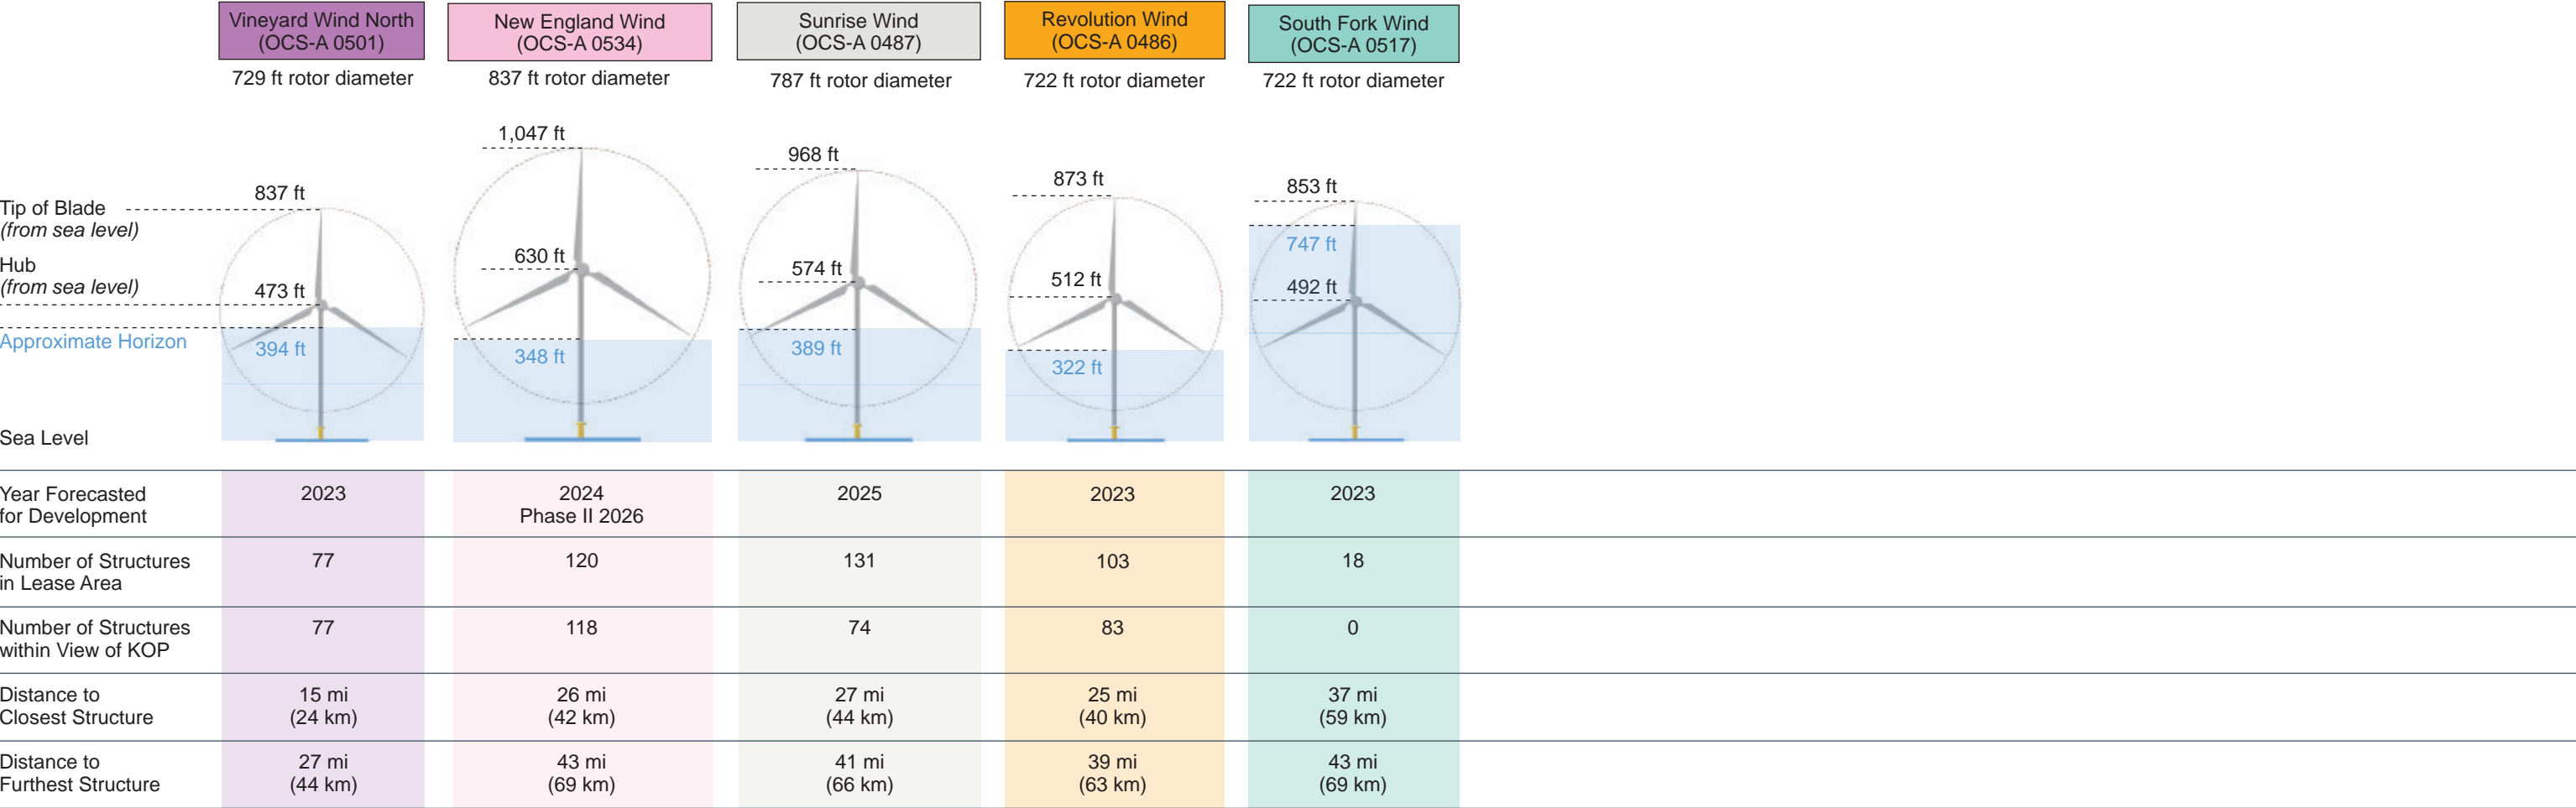 Vineyard Wind North
(OCS-A 0501)
New England Wind
(OCS-A 0534)
Sunrise Wind
(OCS-A 0487)
Revolution Wind
(OCS-A 0486)
South Fork Wind
(OCS-A 0517)
729 ft rotor diameter
837 ft rotor diameter
787 ft rotor diameter
722 ft rotor diameter
722 ft rotor diameter
Tip of Blade
(from sea level)
837 ft
1,047 ft
968 ft
873 ft
853 ft
Hub
(from sea level)
473 ft
630 ft
574 ft
512 ft
492 ft
Approximate Horizon
394 ft
348 ft
389 ft
322 ft
747 ft
Sea Level
Year Forecasted
for Development
2023
2024
Phase II 2026
2025
2023
2023
Number of Structures
in Lease Area
77
120
131
103
18
Number of Structures
within View of KOP
77
118
74
83
0
Distance to
Closest Structure
15 mi
(24 km)
26 mi
(42 km)
27 mi
(44 km)
25 mi
(40 km)
37 mi
(59 km)
Distance to
Furthest Structure
27 mi
(44 km)
43 mi
(69 km)
41 mi
(66 km)
39 mi
(63 km)
43 mi
(69 km)